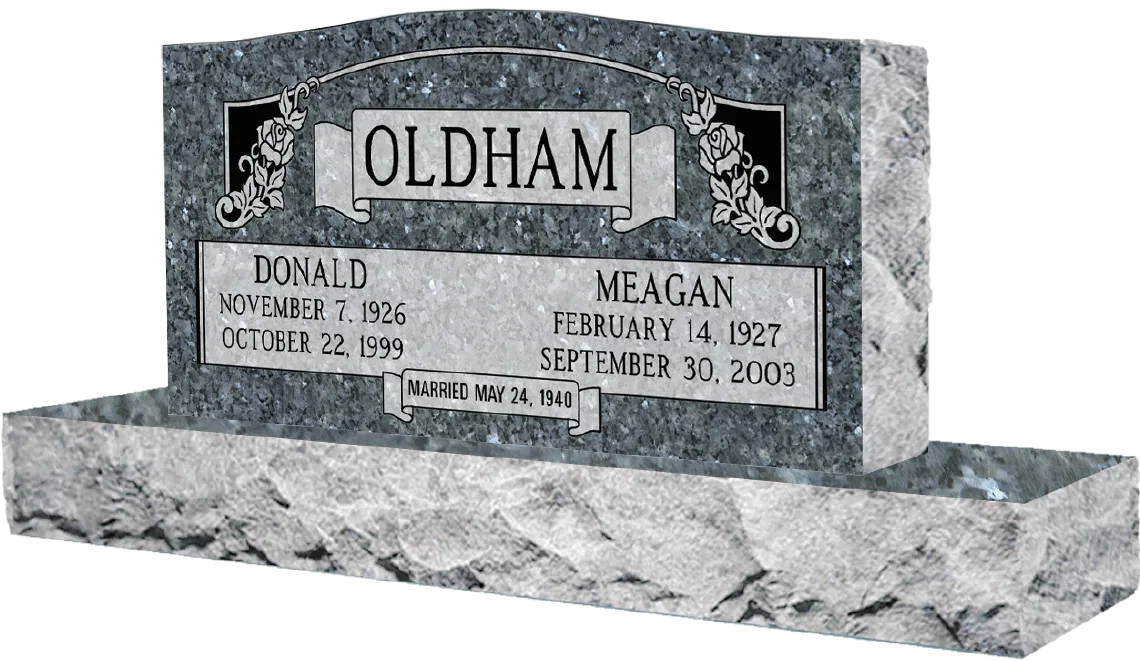 OLDHAM
DONALD
NOVEMBER 7, 1926
OCTOBER 22, 1999
MEAGAN
FEBRUARY 14, 1927
SEPTEMBER 30, 2003
MARRIED MAY 24, 1940